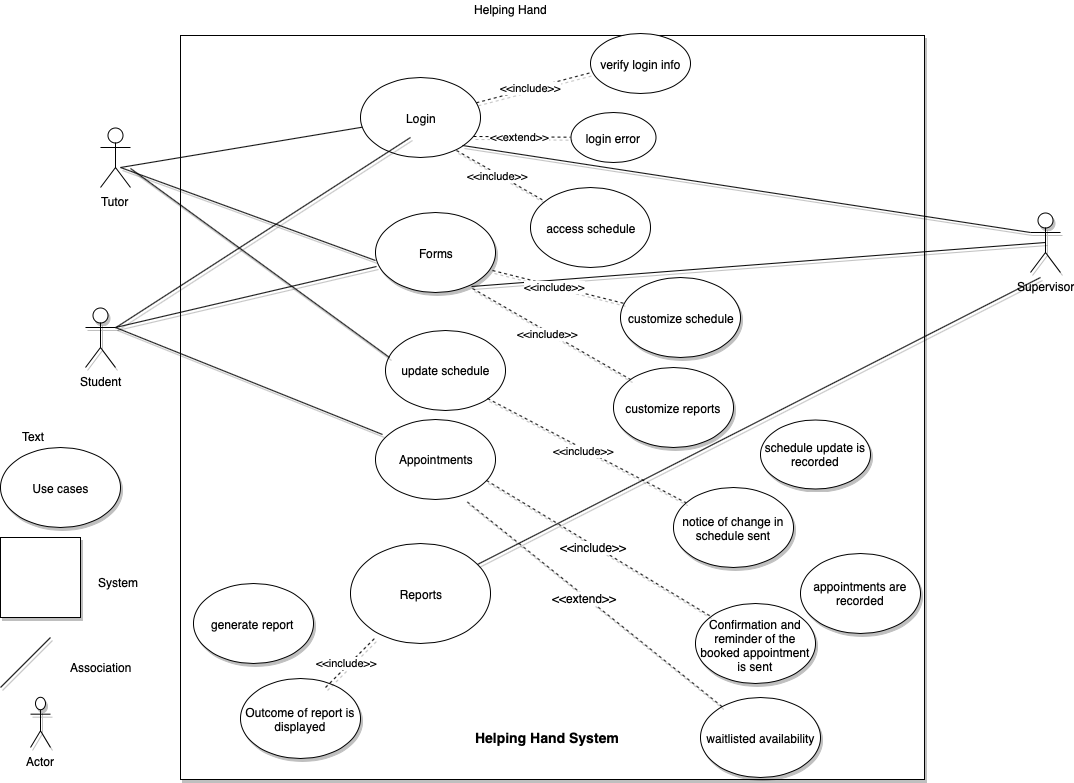 Helping Hand
verify login info
<<include>>
Login
<<extend>>
login error
<<include>>
Tutor
access schedule
Forms
<<include>>
Supervisor
customize schedule
<<include>>
update schedule
Student
customize reports
Text
Use cases
Appointments
<<include>>
schedule update is
recorded
notice of change in
schedule sent
<<include>>
System
Reports
<<extend>>
appointments are
recorded
generate report
Confirmation and
reminder of the
booked appointment
is sent
<<include>>
Association
Outcome of report is
displayed
Helping Hand System
waitlisted availability
Actor